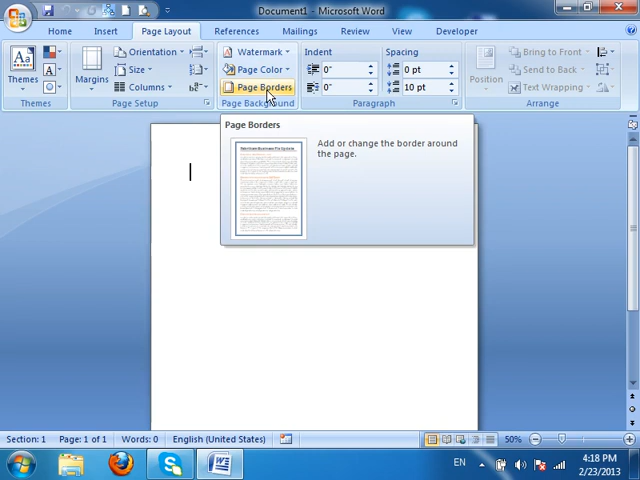 Document1 - Microsoft Word
Home Insert Page Layout References Mailings Review View Developer
Themes
Margins
Orientation
Size
Columns
Watermark
Page Color
Page Borders
Indent
0"
0"
Spacing
0 pt
10 pt
Position
Bring to Front
Send to Back
Text Wrapping
Themes Page Setup Page Background Paragraph Arrange
Page Borders
Add or change the border around
the page.
Section: 1 Page: 1 of 1 Words: 0 English (United States) 50%
EN 4:18 PM
2/23/2013